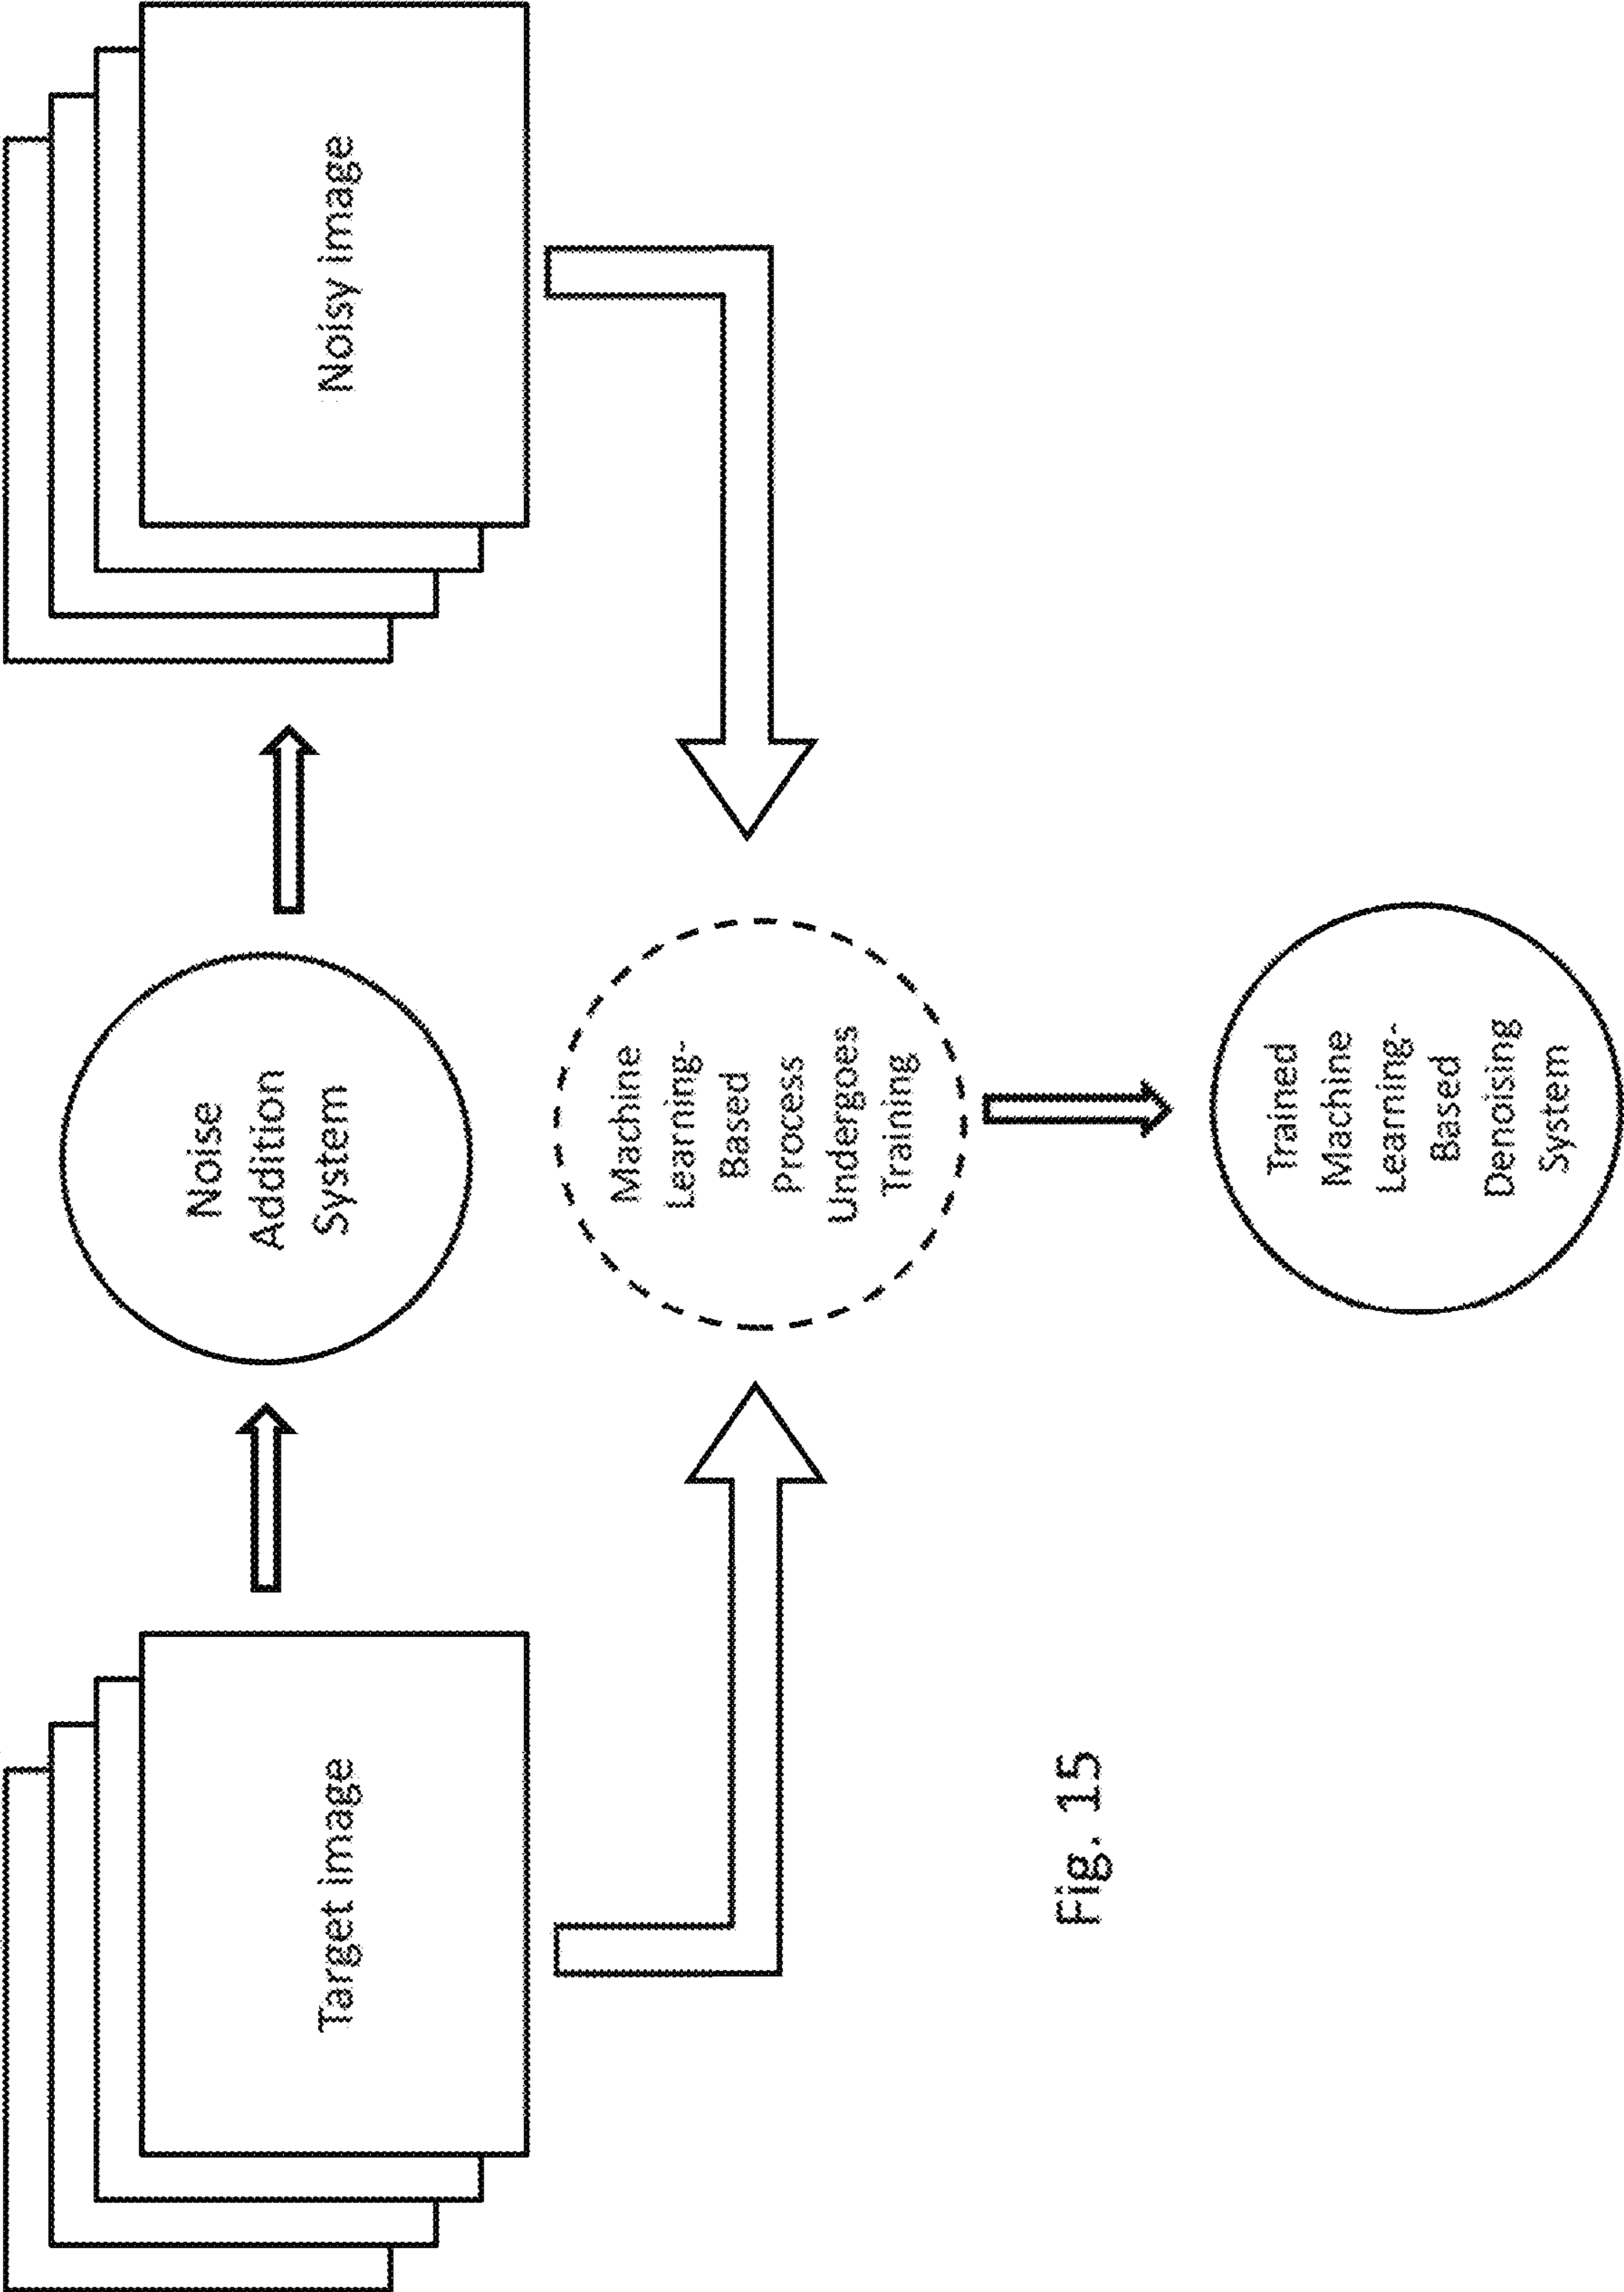 Target image
Noise
Addition
System
Noisy image
Machine
Learning-
Based
Process
Undergoes
Training
Trained
Machine
Learning-
Based
Denoising
System
Fig. 15